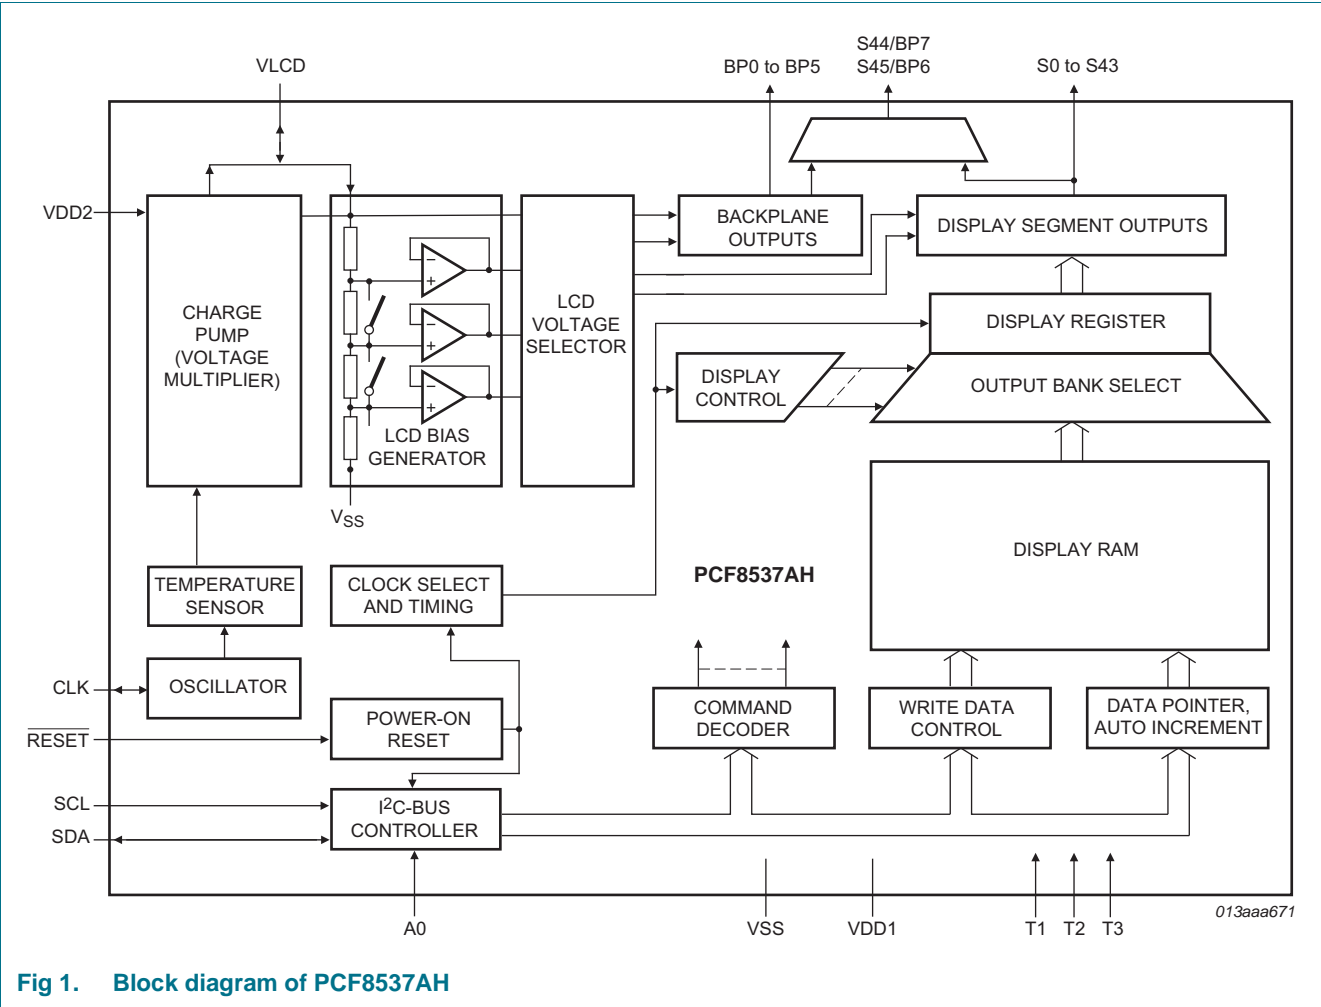 S44/BP7
VLCD
BP0 to BP5
S45/BP6
S0 to S43
VDD2
BACKPLANE
OUTPUTS
DISPLAY SEGMENT OUTPUTS
CHARGE
PUMP
(VOLTAGE
MULTIPLIER)
−
+
−
+
−
+
LCD BIAS
GENERATOR
LCD
VOLTAGE
SELECTOR
DISPLAY REGISTER
DISPLAY
CONTROL
OUTPUT BANK SELECT
VSS
DISPLAY RAM
PCF8537AH
TEMPERATURE
SENSOR
CLOCK SELECT
AND TIMING
CLK
OSCILLATOR
RESET
POWER-ON
RESET
COMMAND
DECODER
WRITE DATA
CONTROL
DATA POINTER,
AUTO INCREMENT
SCL
SDA
I2C-BUS
CONTROLLER
A0
VSS
VDD1
T1
T2
T3
013aaa671
Fig 1. Block diagram of PCF8537AH